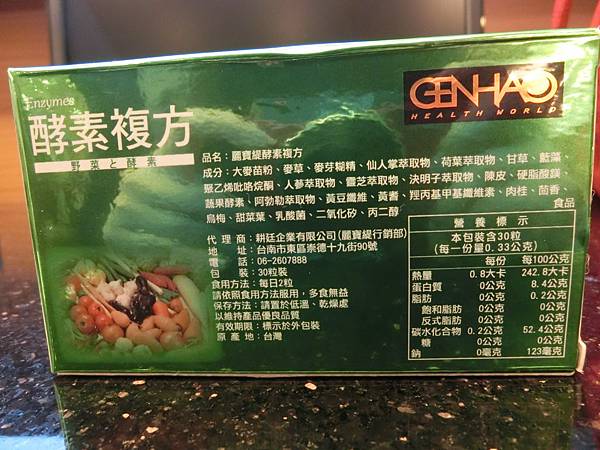 Enzymes
酵素複方
野菜と酵素
GENHAO
HEALTH WORLD
品名：麗寶緹酵素複方
成分：大麥苗粉、麥草、麥芽糊精、仙人掌萃取物、荷葉萃取物、甘草、藍藻、
聚乙烯吡咯烷酮、人蔘萃取物、靈芝萃取物、決明子萃取物、陳皮、硬脂酸鎂
蔬果酵素、阿勃勒萃取物、黃豆纖維、黃耆、羥丙基甲基纖維素、肉桂、茴香、
烏梅、甜菜葉、乳酸菌、二氧化矽、丙二醇
食品
代理商：耕廷企業有限公司(麗寶緹行銷部)
地址：台南市東區崇德十九街90號
電話：06-2607888
包裝：30粒裝
食用方法：每日2粒
請依照食用方法服用，多食無益
保存方法：請置於低溫、乾燥處
以維持產品優良品質
有效期限：標示於外包裝
原產地：台灣
營養標示
本包裝含30粒
(每一份量0.33公克)
每份 每100公克
熱量 0.8大卡 242.8大卡
蛋白質 0公克 8.4公克
脂肪 0公克 0.2公克
飽和脂肪 0公克 0公克
反式脂肪 0公克 0公克
碳水化合物 0.2公克 52.4公克
糖 0公克 0公克
鈉 0毫克 123毫克